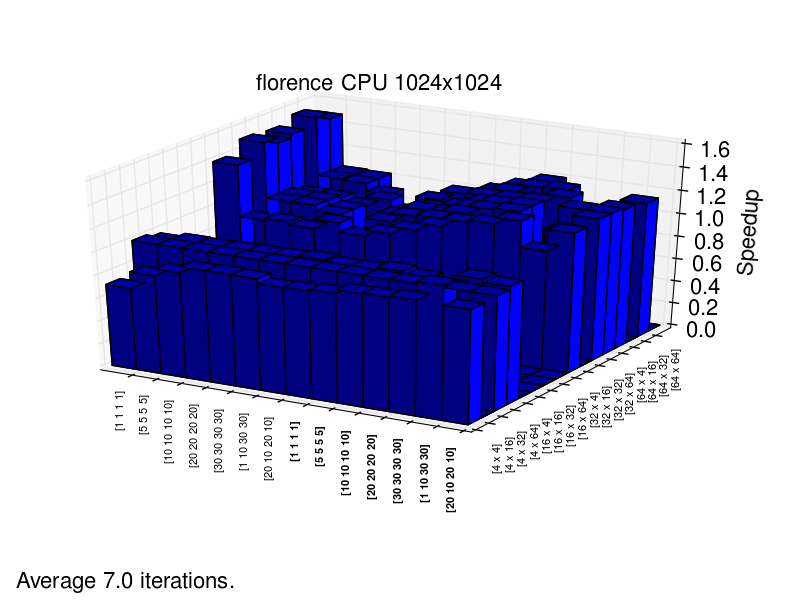 florence CPU 1024x1024
1.6
1.4
1.2
1.0
0.8
0.6
0.4
0.2
0.0
Speedup
[1 1 1 1]
[5 5 5 5]
[10 10 10 10]
[20 20 20 20]
[30 30 30 30]
[1 10 30 30]
[20 10 20 10]
[1 1 1 1]
[5 5 5 5]
[10 10 10 10]
[20 20 20 20]
[30 30 30 30]
[1 10 30 30]
[20 10 20 10]
[4 x 4]
[4 x 16]
[4 x 32]
[4 x 64]
[16 x 4]
[16 x 16]
[16 x 32]
[16 x 64]
[32 x 4]
[32 x 16]
[32 x 32]
[32 x 64]
[64 x 4]
[64 x 16]
[64 x 32]
[64 x 64]
Average 7.0 iterations.